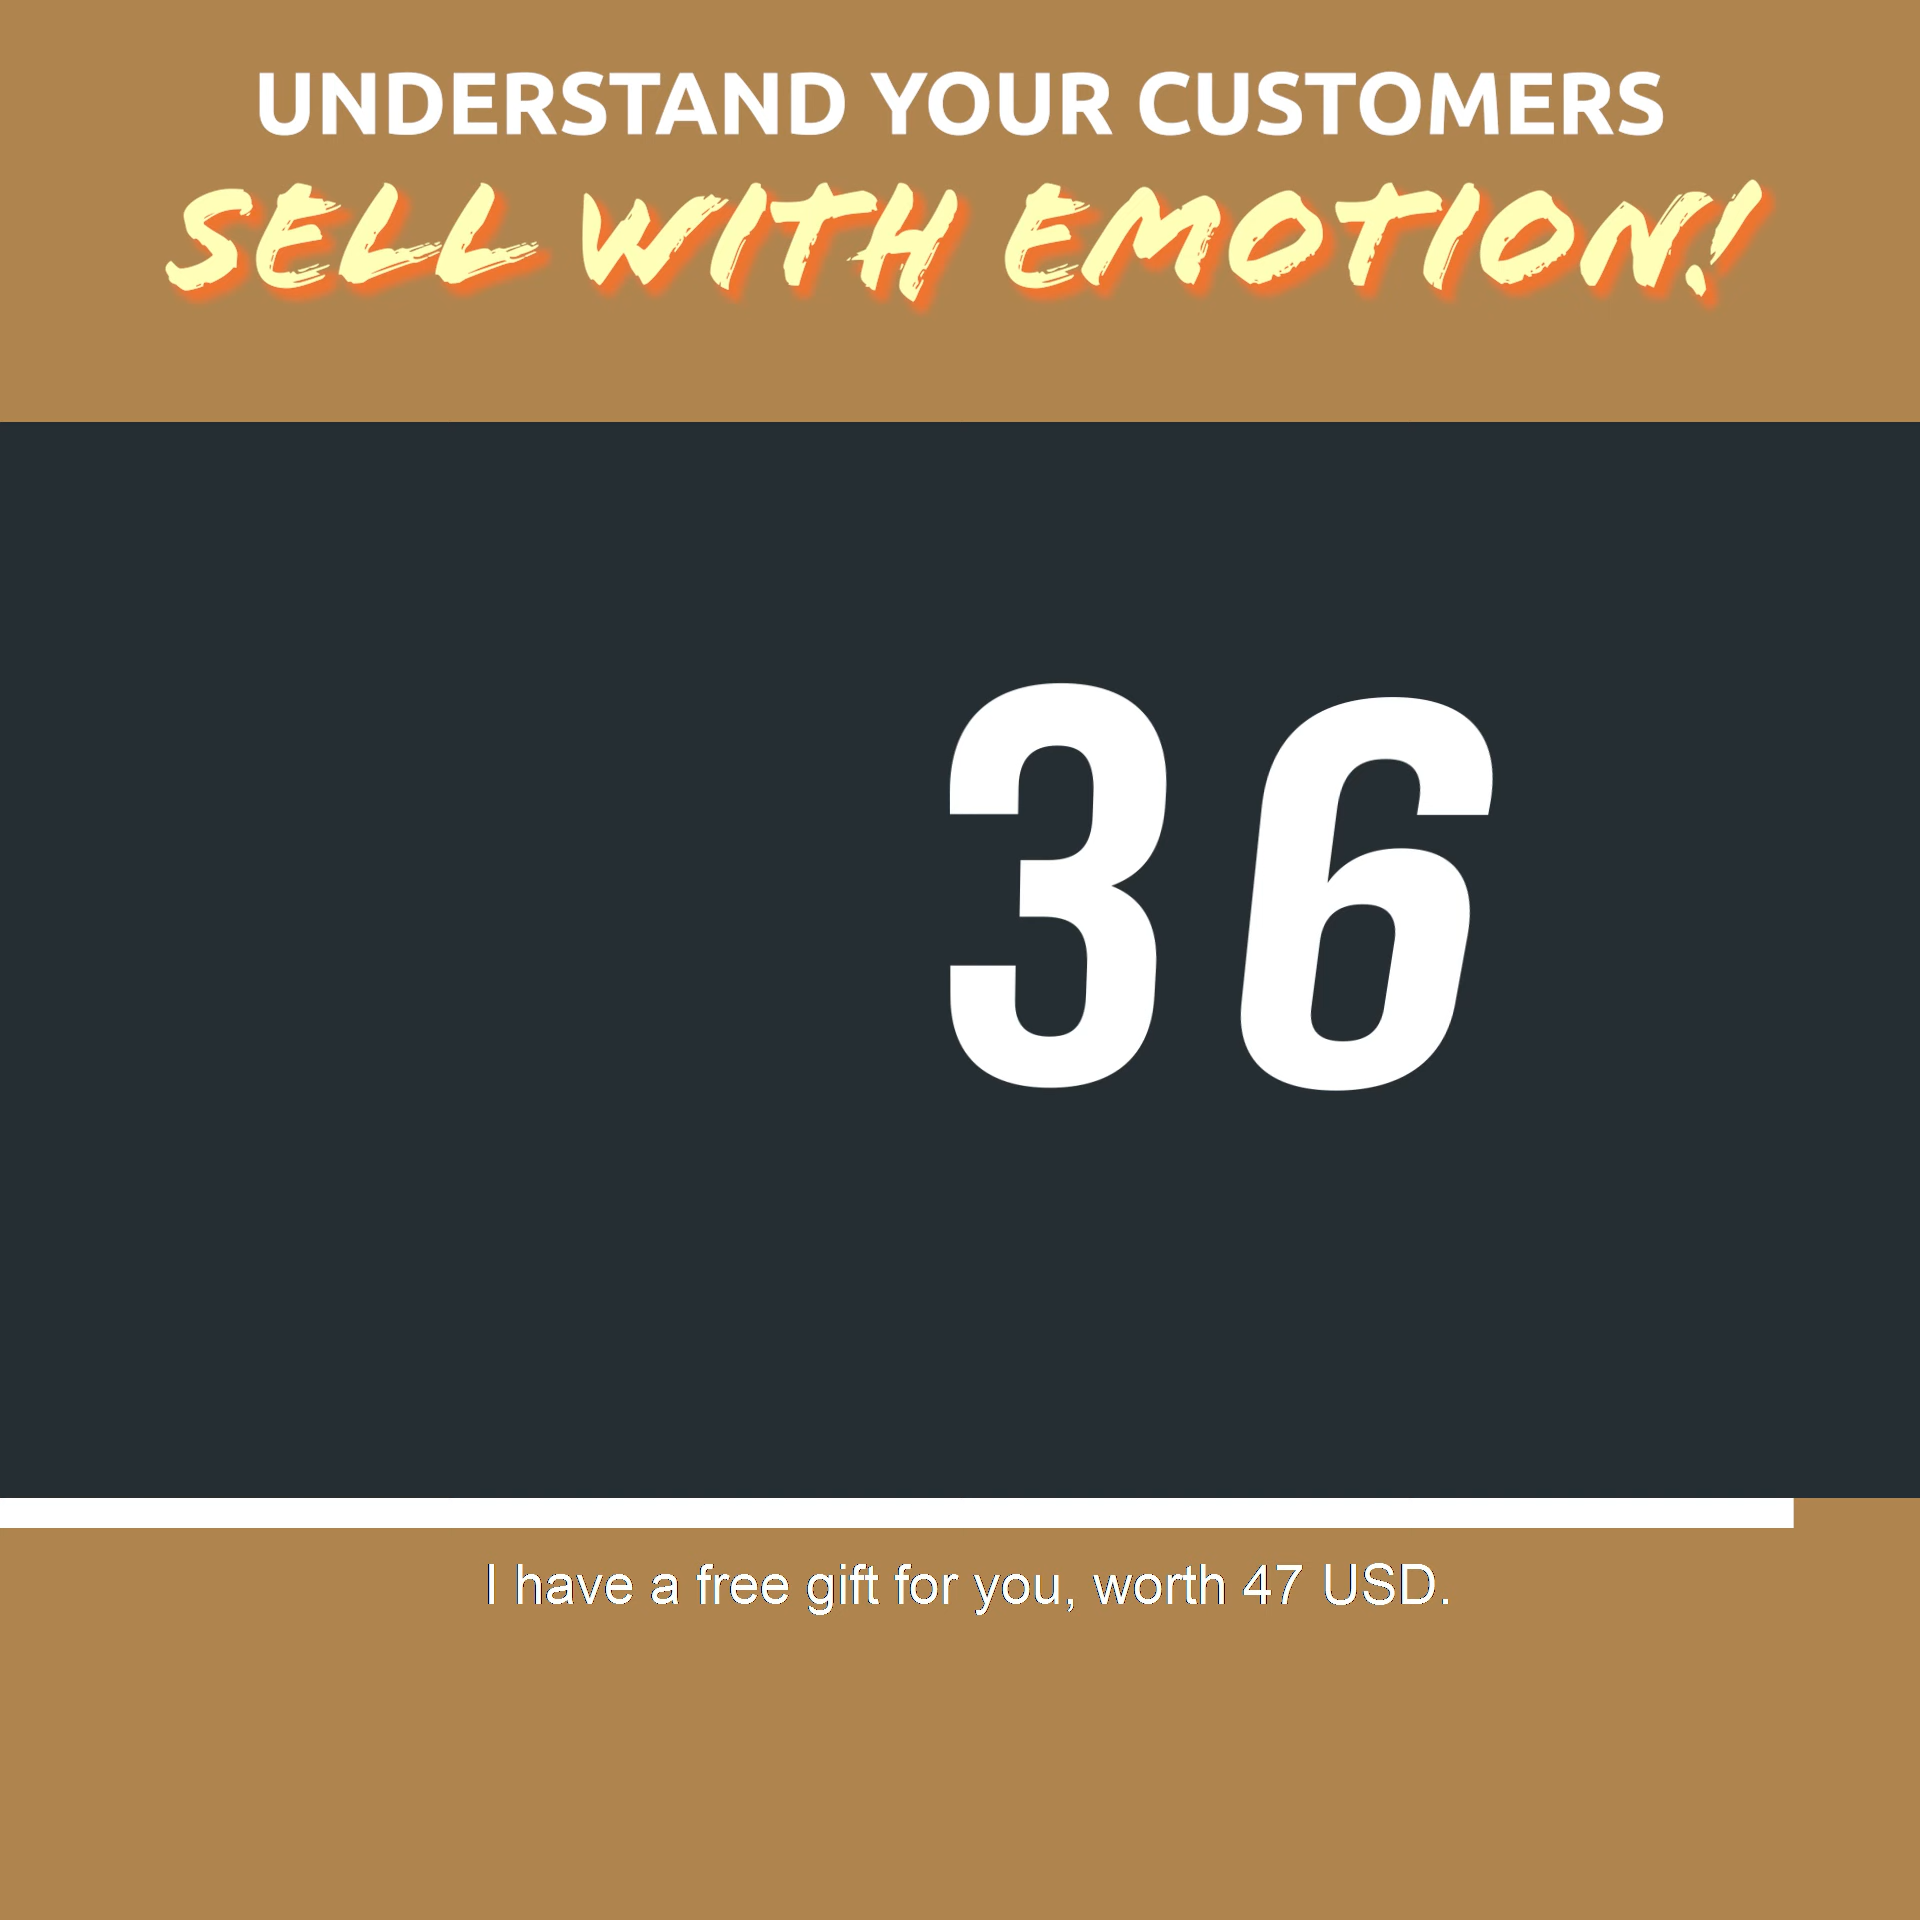 UNDERSTAND YOUR CUSTOMERS
SELL WITH EMOTION!
36
I have a free gift for you, worth 47 USD.